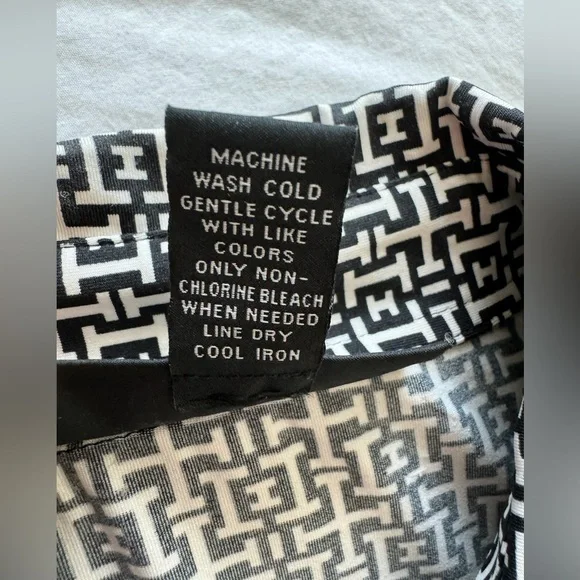 MACHINE
WASH COLD
GENTLE CYCLE
WITH LIKE
COLORS
ONLY NON-
CHLORINE BLEACH
WHEN NEEDED
LINE DRY
COOL IRON